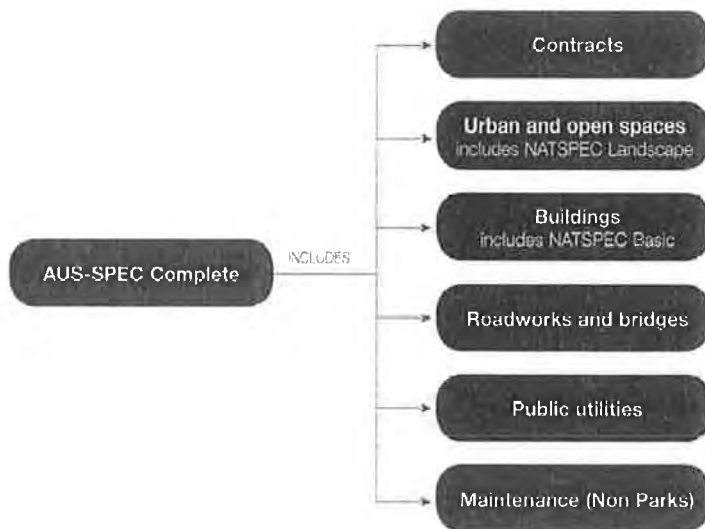 Contracts
Urban and open spaces
includes NATSPEC Landscape
Buildings
includes NATSPEC Basic
AUS-SPEC Complete
INCLUDES
Roadworks and bridges
Public utilities
Maintenance (Non Parks)